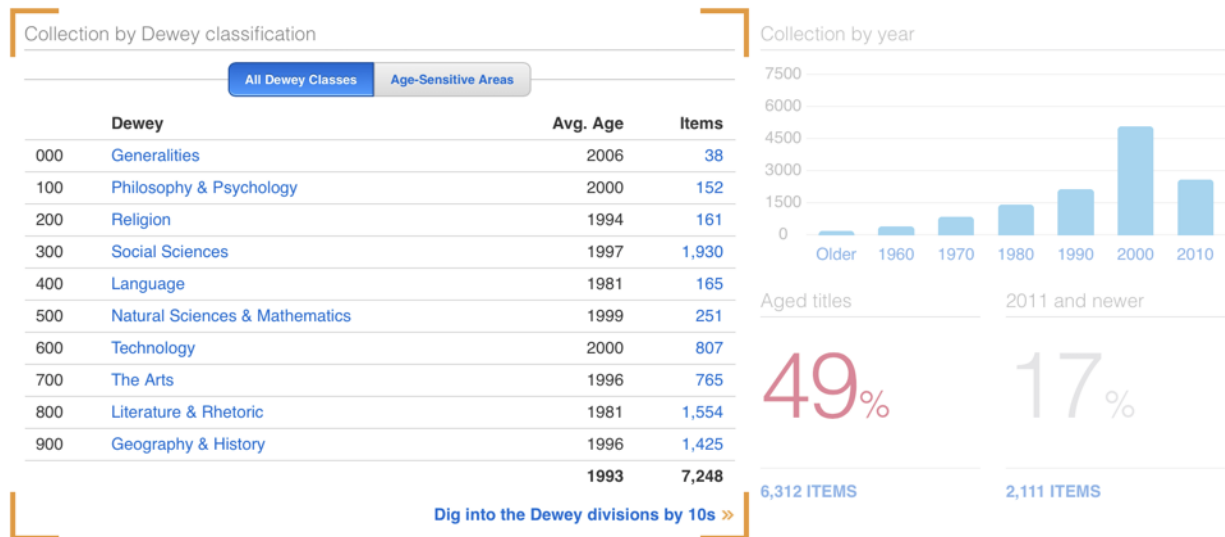 Collection by Dewey classification
All Dewey Classes Age-Sensitive Areas
Dewey Avg. Age Items
000 Generalities 2006 38
100 Philosophy & Psychology 2000 152
200 Religion 1994 161
300 Social Sciences 1997 1,930
400 Language 1981 165
500 Natural Sciences & Mathematics 1999 251
600 Technology 2000 807
700 The Arts 1996 765
800 Literature & Rhetoric 1981 1,554
900 Geography & History 1996 1,425
1993 7,248
Dig into the Dewey divisions by 10s »
Collection by year
7500
6000
4500
3000
1500
0
Older 1960 1970 1980 1990 2000 2010
Aged titles
49%
6,312 ITEMS
2011 and newer
17%
2,111 ITEMS